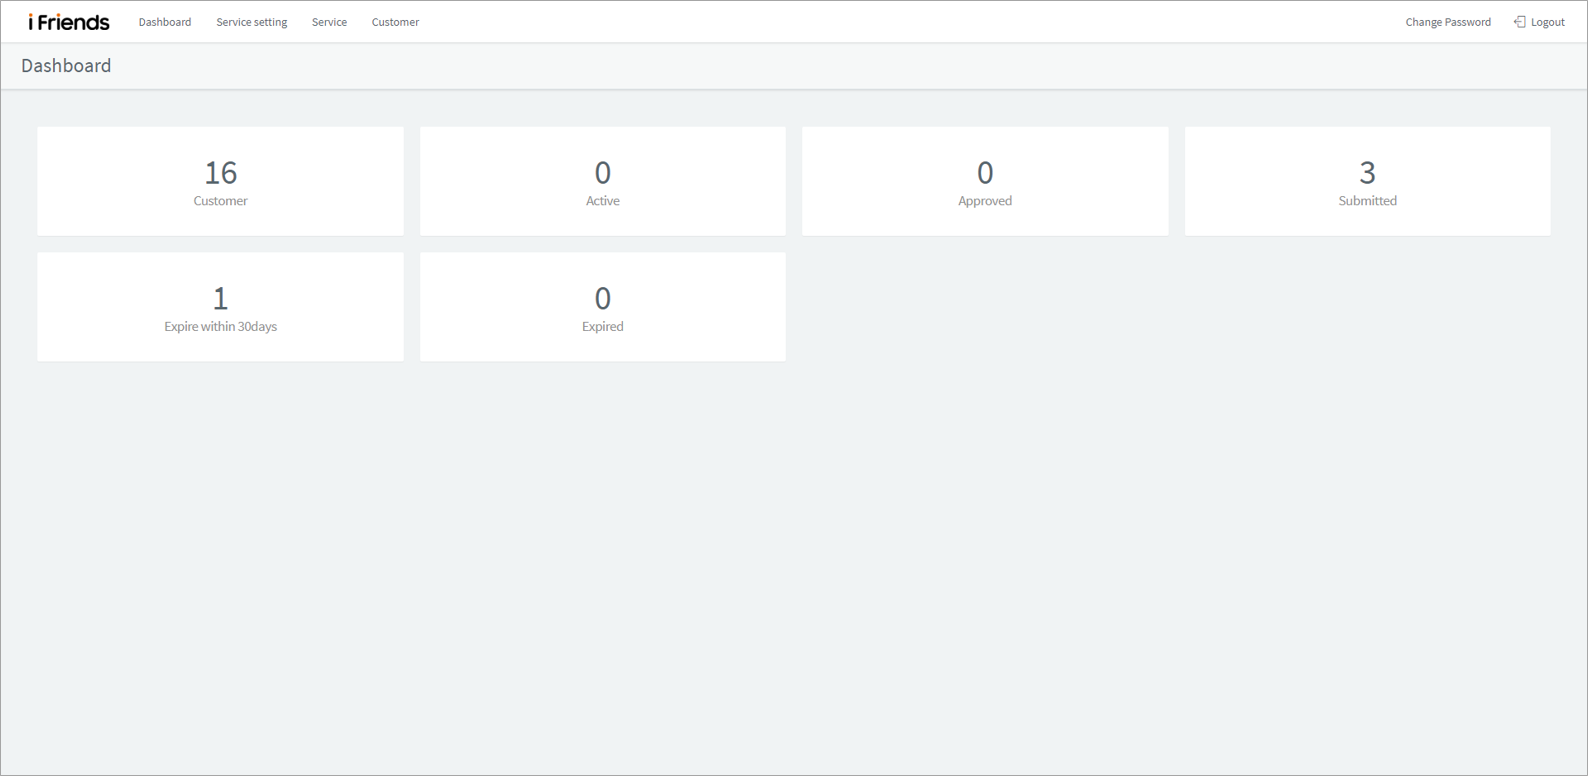 i Friends Dashboard Service setting Service Customer Change Password Logout
Dashboard
16
Customer
0
Active
0
Approved
3
Submitted
1
Expire within 30days
0
Expired